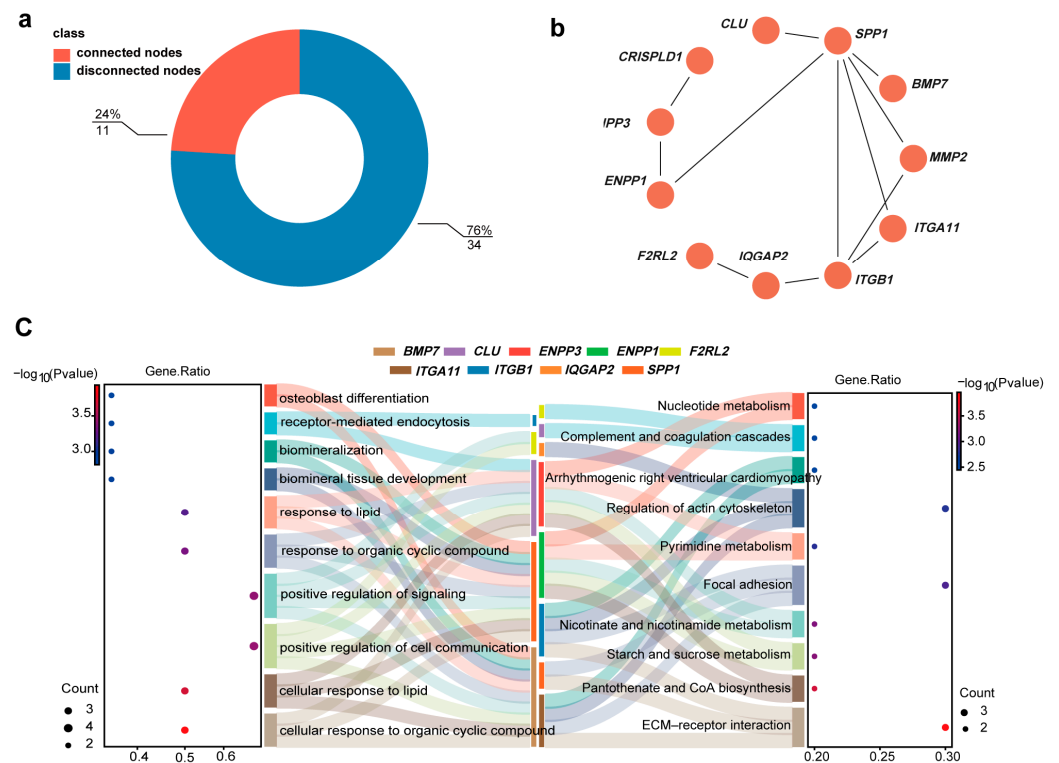 a
class
connected nodes
disconnected nodes
24%
11
76%
34
b
CLU
SPP1
CRISPLD1
BMP7
IPP3
MMP2
ENPP1
ITGA11
F2RL2
IQGAP2
ITGB1
C
BMP7 CLU ENPP3 ENPP1 F2RL2
ITGA11 ITGB1 IQGAP2 SPP1
−log10(Pvalue)
3.5
3.0
Gene.Ratio
osteoblast differentiation
receptor-mediated endocytosis
biomineralization
biomineral tissue development
response to lipid
response to organic cyclic compound
positive regulation of signaling
positive regulation of cell communication
cellular response to lipid
cellular response to organic cyclic compound
Count
3
4
2
0.4 0.5 0.6
Gene.Ratio
−log10(Pvalue)
3.5
3.0
2.5
Nucleotide metabolism
Complement and coagulation cascades
Arrhythmogenic right ventricular cardiomyopathy
Regulation of actin cytoskeleton
Pyrimidine metabolism
Focal adhesion
Nicotinate and nicotinamide metabolism
Starch and sucrose metabolism
Pantothenate and CoA biosynthesis
ECM−receptor interaction
Count
3
2
0.20 0.25 0.30